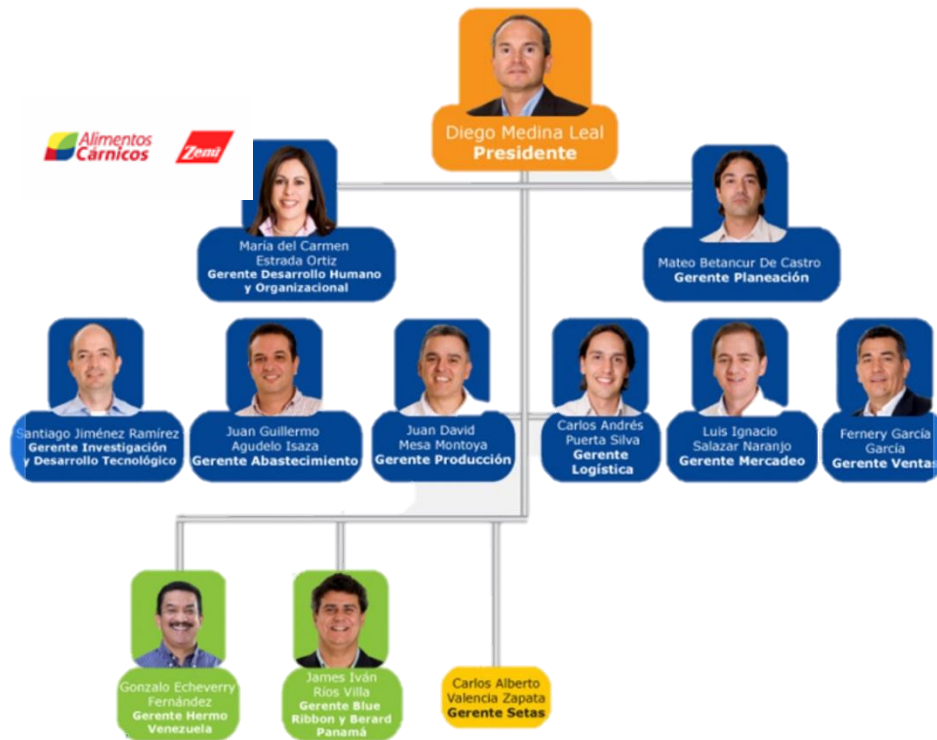 Diego Medina Leal
Presidente
Alimentos
Cárnicos
Zenú
María del Carmen
Estrada Ortiz
Gerente Desarrollo Humano
y Organizacional
Mateo Betancur De Castro
Gerente Planeación
Santiago Jiménez Ramírez
Gerente Investigación
y Desarrollo Tecnológico
Juan Guillermo
Agudelo Isaza
Gerente Abastecimiento
Juan David
Mesa Montoya
Gerente Producción
Carlos Andrés
Puerta Silva
Gerente
Logística
Luis Ignacio
Salazar Naranjo
Gerente Mercadeo
Fernery García
García
Gerente Ventas
Gonzalo Echeverry
Fernández
Gerente Hermo
Venezuela
James Iván
Ríos Villa
Gerente Blue
Ribbon y Berard
Panamá
Carlos Alberto
Valencia Zapata
Gerente Setas